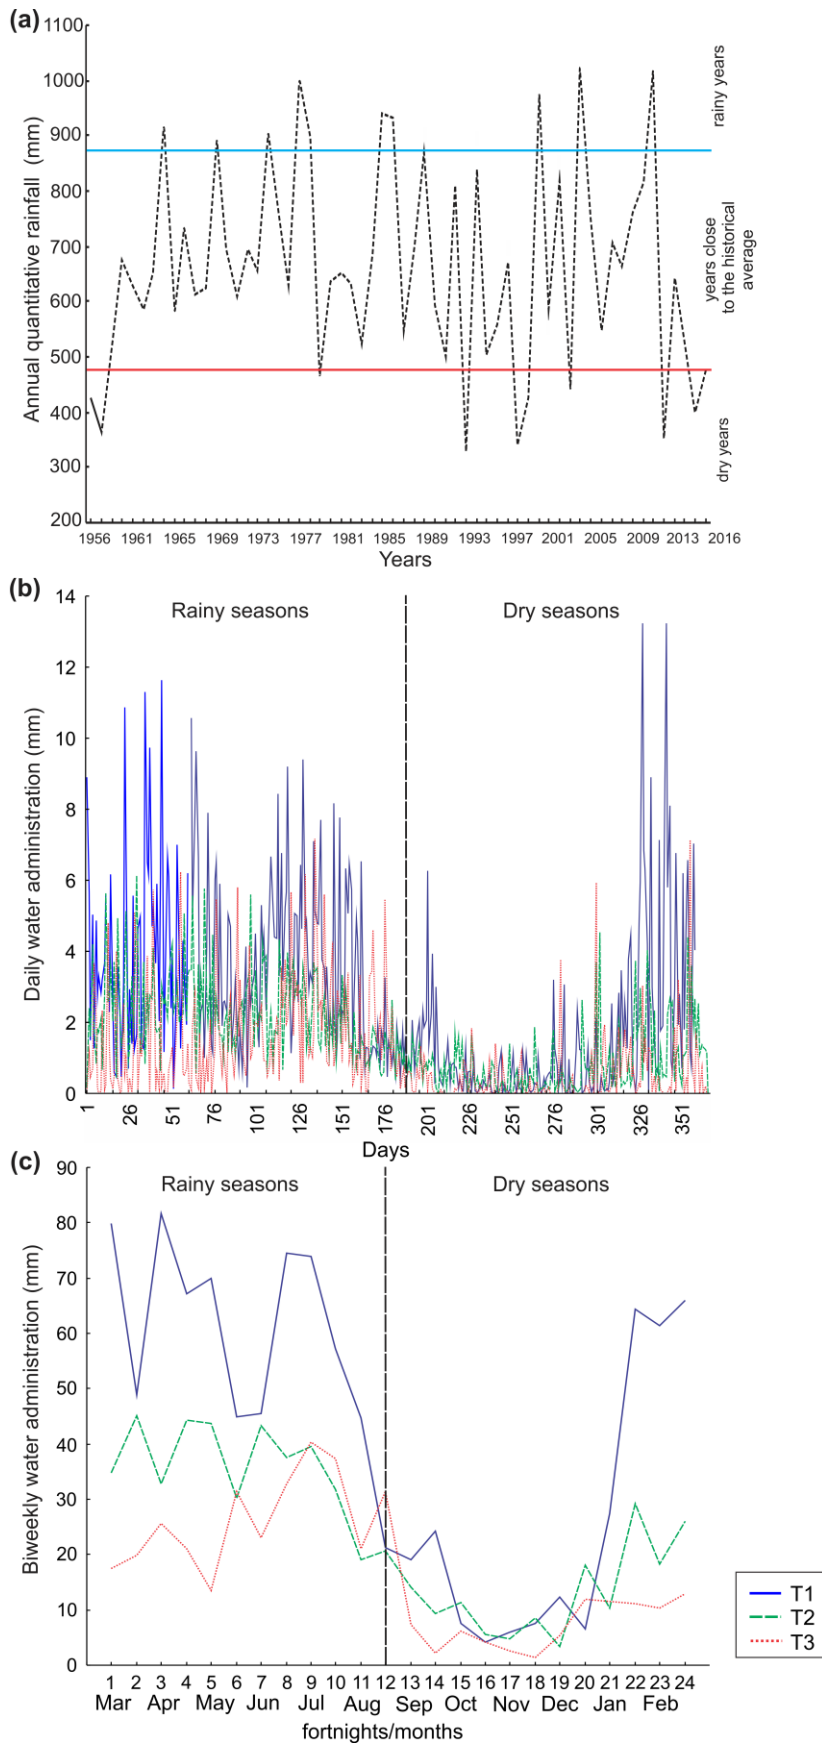 (a)
1100
1000
900
800
700
600
500
400
300
200
Annual quantitative rainfall (mm)
rainy years
years close
to the historical
average
dry years
1956 1961 1965 1969 1973 1977 1981 1985 1989 1993 1997 2001 2005 2009 2013 2016
Years
(b)
14
12
10
8
6
4
2
0
Daily water administration (mm)
Rainy seasons
Dry seasons
1 26 51 76 101 126 151 176 201 226 251 276 301 326 351
Days
(c)
90
80
70
60
50
40
30
20
10
0
Biweekly water administration (mm)
Rainy seasons
Dry seasons
1 2 3 4 5 6 7 8 9 10 11 12 13 14 15 16 17 18 19 20 21 22 23 24
Mar Apr May Jun Jul Aug Sep Oct Nov Dec Jan Feb
fortnights/months
T1
T2
T3